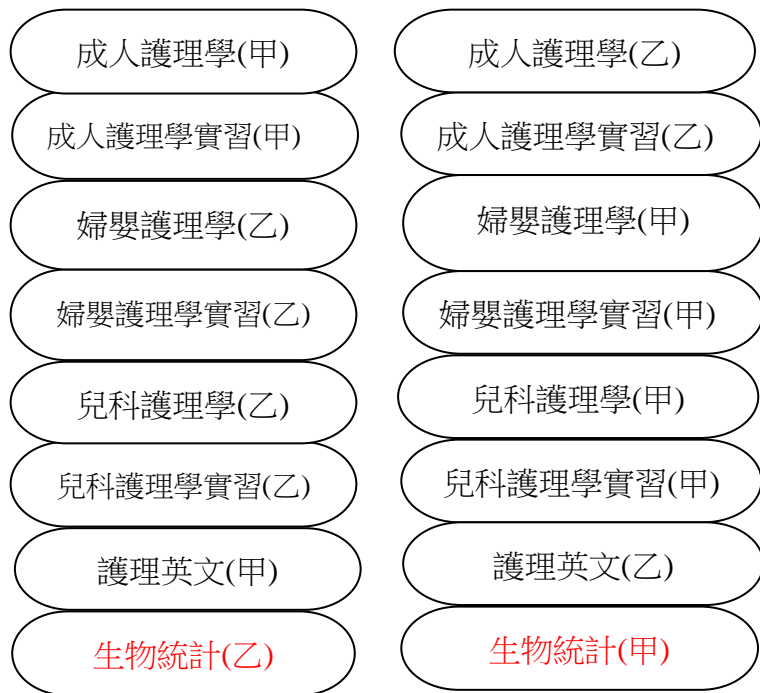 成人護理學(甲)
成人護理學實習(甲)
婦嬰護理學(乙)
婦嬰護理學實習(乙)
兒科護理學(乙)
兒科護理學實習(乙)
護理英文(甲)
生物統計(乙)
成人護理學(乙)
成人護理學實習(乙)
婦嬰護理學(甲)
婦嬰護理學實習(甲)
兒科護理學(甲)
兒科護理學實習(甲)
護理英文(乙)
生物統計(甲)